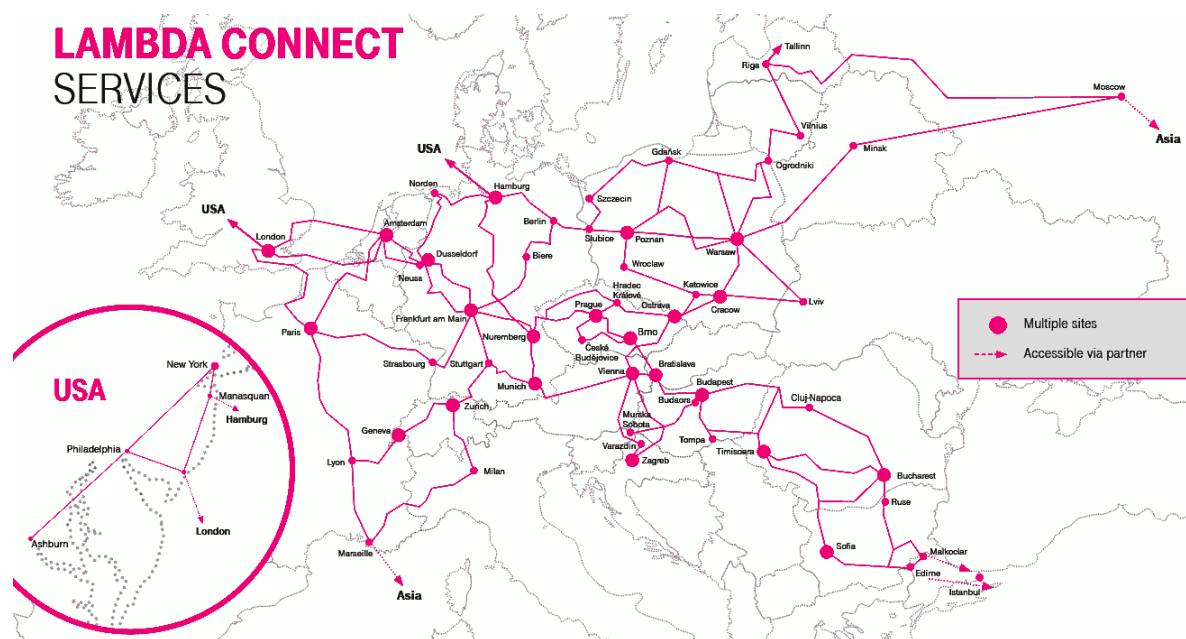 LAMBDA CONNECT
SERVICES
Tallinn
Riga
Moscow
Asia
Vilnius
Minak
Ogrodniki
Gdańsk
USA
Norden
Hamburg
Szczecin
USA
London
Amsterdam
Berlin
Slubice
Poznan
Warsaw
Dusseldorf
Neuss
Biere
Wroclaw
Katowice
Cracow
Lviv
Hradec
Králové
Prague
Ostrava
Brno
České
Budějovice
Paris
Frankfurt am Main
Nuremberg
Strasbourg
Stuttgart
Munich
Vienna
Bratislava
Budapest
Budaors
Cluj-Napoca
Zurich
Geneva
Murska
Sobota
Varazdin
Zagreb
Tompa
Timisoara
Bucharest
Ruse
Lyon
Milan
Marseille
Asia
Sofia
Malkoclar
Edirne
Istanbul
Multiple sites
Accessible via partner
USA
New York
Manasquan
Hamburg
Philadelphia
London
Ashburn